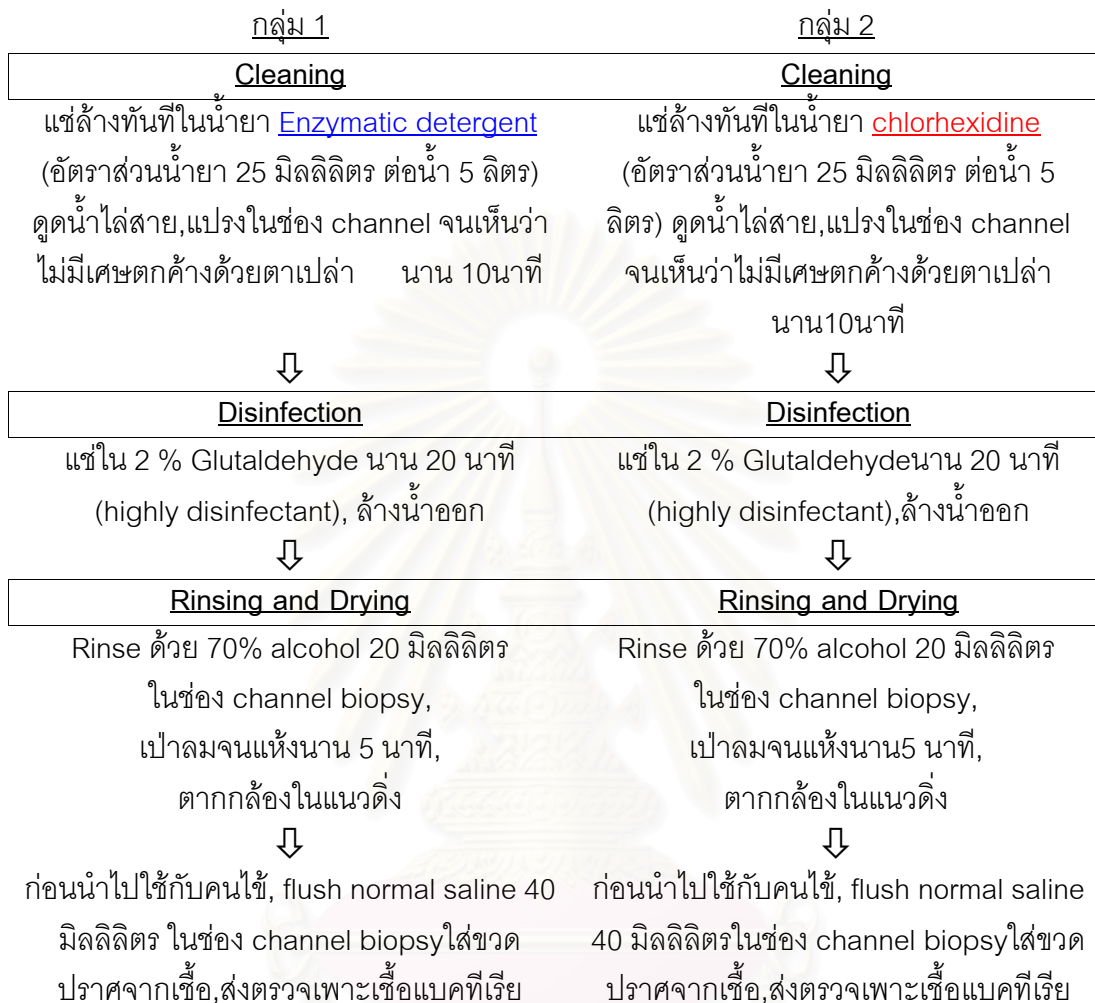 กลุ่ม 1
กลุ่ม 2
Cleaning
Cleaning
แช่ล้างทันทีในน้ำยา Enzymatic detergent
(อัตราส่วนน้ำยา 25 มิลลิลิตร ต่อน้ำ 5 ลิตร)
ดูดน้ำไล่สาย,แปรงในช่อง channel จนเห็นว่า
ไม่มีเศษตกค้างด้วยตาเปล่า นาน 10นาที
แช่ล้างทันทีในน้ำยา chlorhexidine
(อัตราส่วนน้ำยา 25 มิลลิลิตร ต่อน้ำ 5
ลิตร) ดูดน้ำไล่สาย,แปรงในช่อง channel
จนเห็นว่าไม่มีเศษตกค้างด้วยตาเปล่า
นาน10นาที
Disinfection
Disinfection
แช่ใน 2 % Glutaldehyde นาน 20 นาที
(highly disinfectant), ล้างน้ำออก
แช่ใน 2 % Glutaldehydeนาน 20 นาที
(highly disinfectant),ล้างน้ำออก
Rinsing and Drying
Rinsing and Drying
Rinse ด้วย 70% alcohol 20 มิลลิลิตร
ในช่อง channel biopsy,
เป่าลมจนแห้งนาน 5 นาที,
ตากกล้องในแนวดิ่ง
Rinse ด้วย 70% alcohol 20 มิลลิลิตร
ในช่อง channel biopsy,
เป่าลมจนแห้งนาน5 นาที,
ตากกล้องในแนวดิ่ง
ก่อนนำไปใช้กับคนไข้, flush normal saline 40
มิลลิลิตร ในช่อง channel biopsyใส่ขวด
ปราศจากเชื้อ,ส่งตรวจเพาะเชื้อแบคทีเรีย
ก่อนนำไปใช้กับคนไข้, flush normal saline
40 มิลลิลิตรในช่อง channel biopsyใส่ขวด
ปราศจากเชื้อ,ส่งตรวจเพาะเชื้อแบคทีเรีย